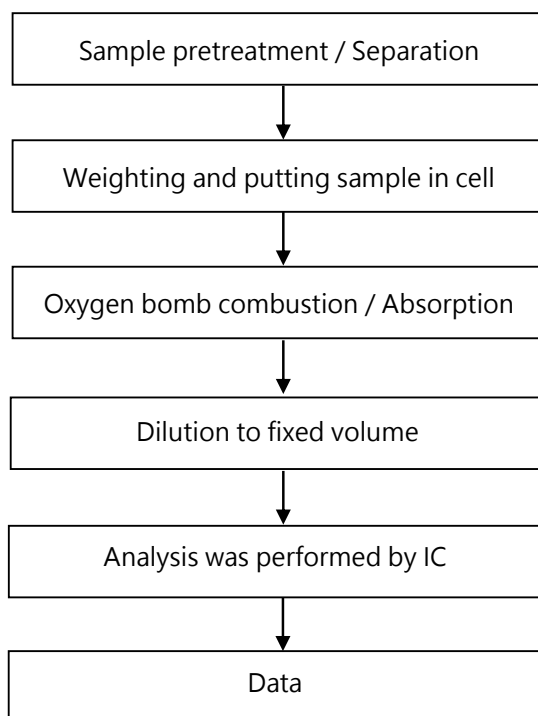 Sample pretreatment / Separation
Weighting and putting sample in cell
Oxygen bomb combustion / Absorption
Dilution to fixed volume
Analysis was performed by IC
Data